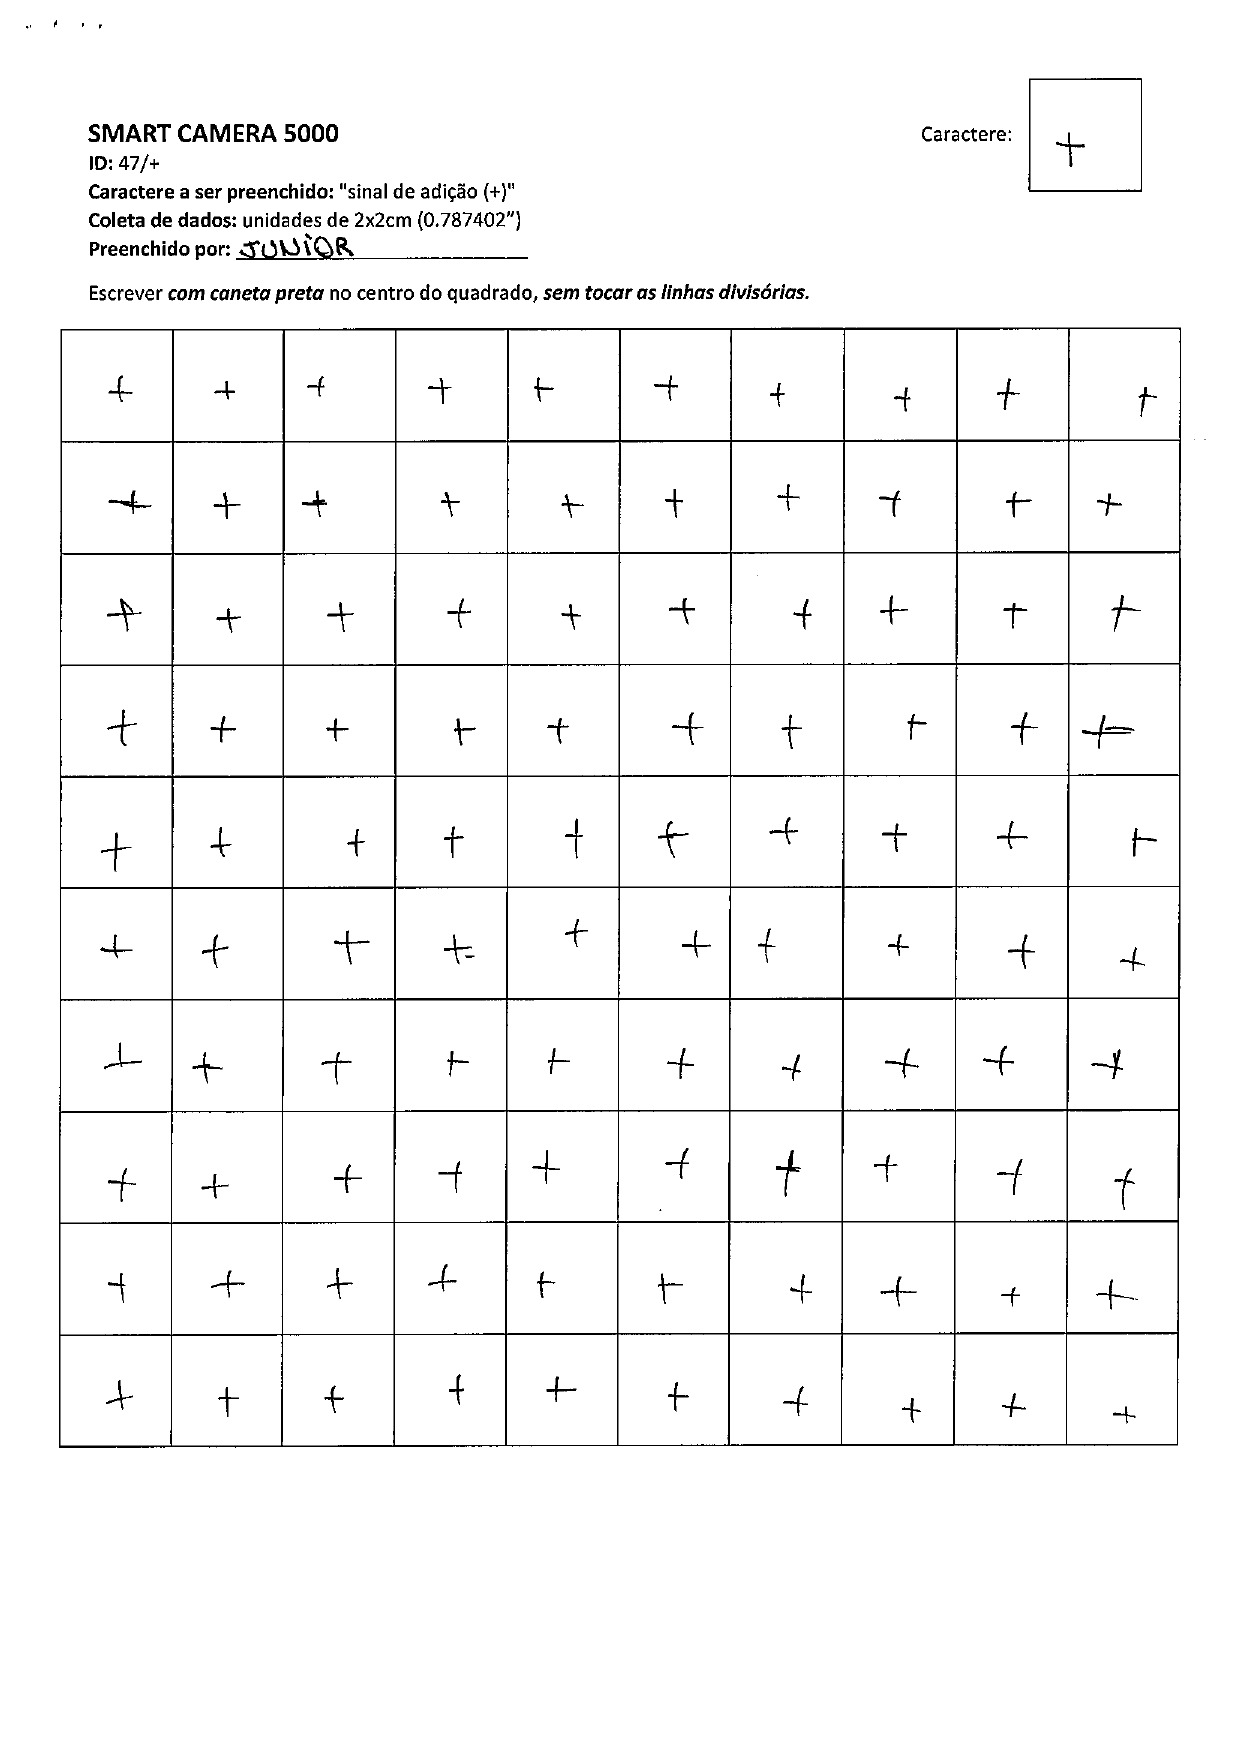 SMART CAMERA 5000
Caractere: +
ID: 47/+
Caractere a ser preenchido: "sinal de adição (+)"
Coleta de dados: unidades de 2x2cm (0.787402")
Preenchido por: JUNIOR
Escrever com caneta preta no centro do quadrado, sem tocar as linhas divisórias.
+ + + + + + + + + +
+ + + + + + + + + +
+ + + + + + + + + +
+ + + + + + + + + +
+ + + + + + + + + +
+ + + + + + + + + +
+ + + + + + + + + +
+ + + + + + + + + +
+ + + + + + + + + +
+ + + + + + + + + +